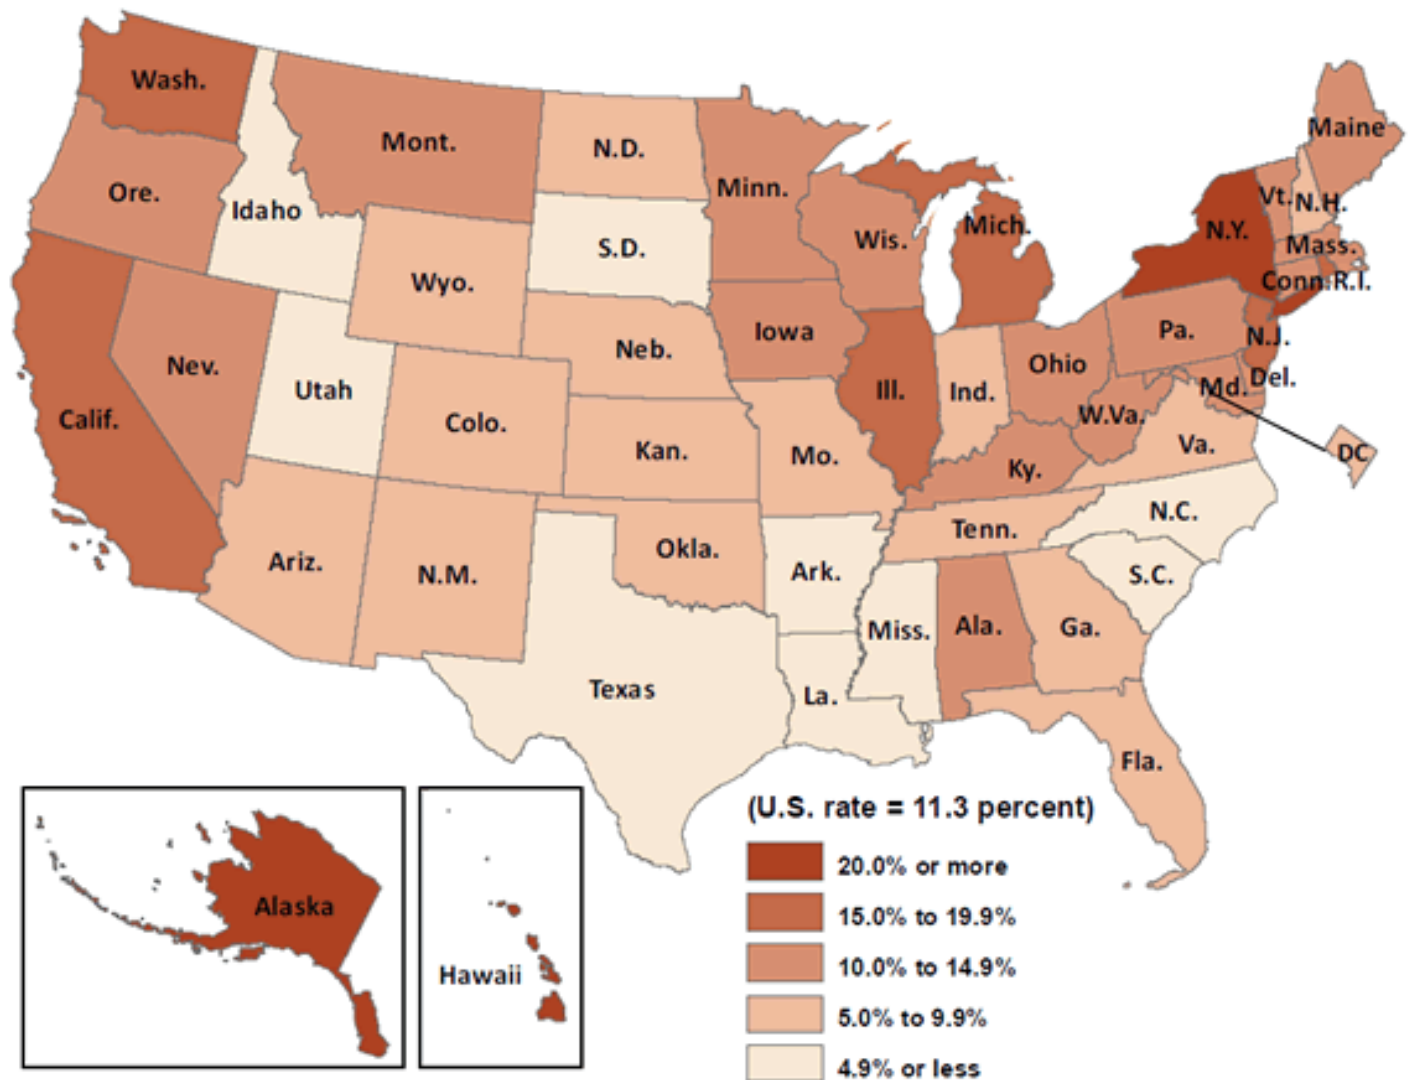 Wash.
Mont.
N.D.
Minn.
Maine
Ore.
Idaho
S.D.
Wis.
Mich.
Vt.
N.H.
N.Y.
Mass.
Wyo.
Conn.
R.I.
Iowa
Neb.
Pa.
N.J.
Nev.
Utah
Ill.
Ind.
Ohio
Del.
Md.
Calif.
Colo.
Kan.
Mo.
W.Va.
Va.
DC
Ky.
N.C.
Ariz.
N.M.
Okla.
Ark.
Tenn.
S.C.
Miss.
Ala.
Ga.
Texas
La.
Fla.
Alaska
Hawaii
(U.S. rate = 11.3 percent)
20.0% or more
15.0% to 19.9%
10.0% to 14.9%
5.0% to 9.9%
4.9% or less